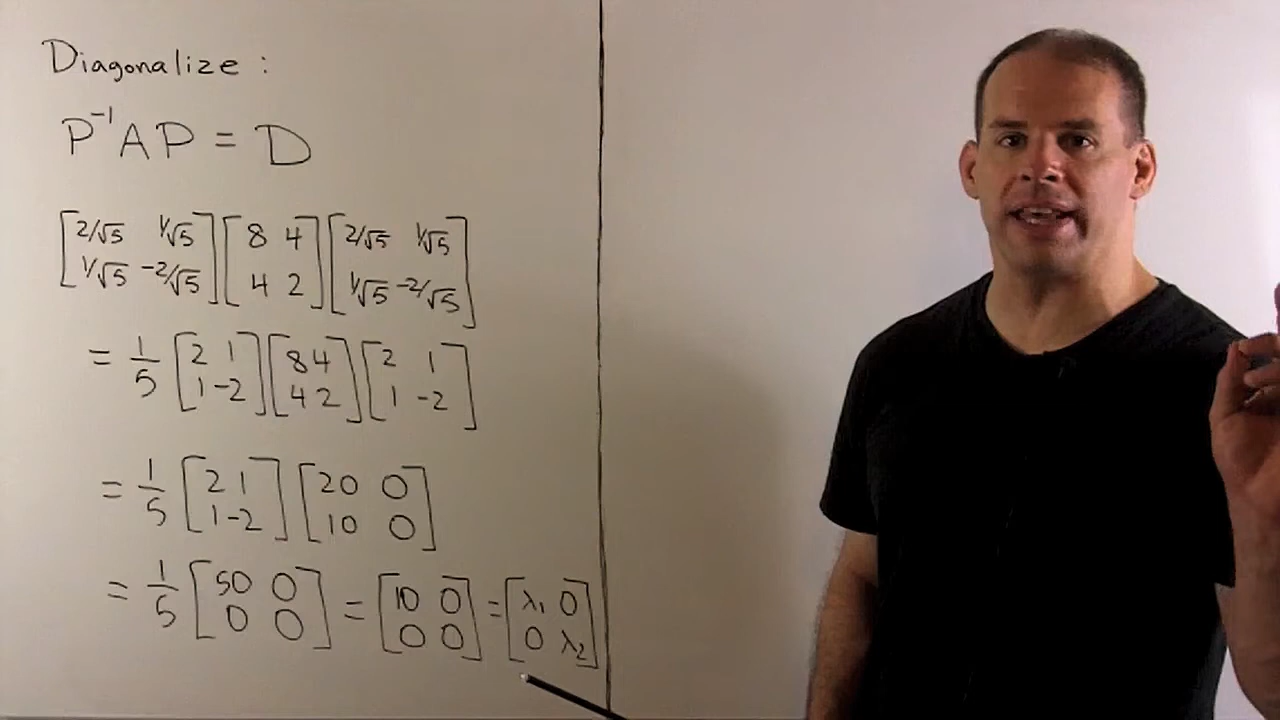 Diagonalize :
P⁻¹AP = D
[2/√5 1/√5; 1/√5 -2/√5] [8 4; 4 2] [2/√5 1/√5; 1/√5 -2/√5]
= 1/5 [2 1; 1 -2] [8 4; 4 2] [2 1; 1 -2]
= 1/5 [2 1; 1 -2] [20 0; 10 0]
= 1/5 [50 0; 0 0] = [10 0; 0 0] = [λ₁ 0; 0 λ₂]